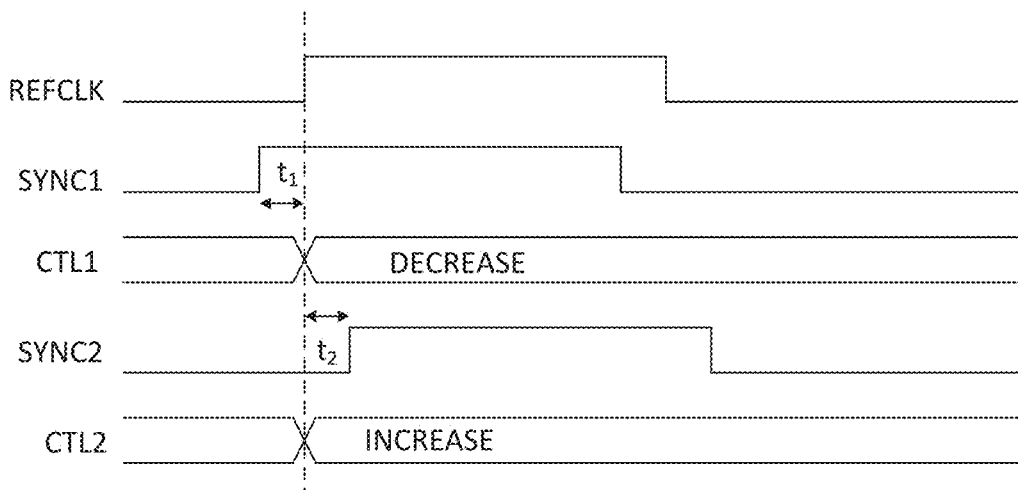 REFCLK
SYNC1
t₁
CTL1
DECREASE
SYNC2
t₂
CTL2
INCREASE